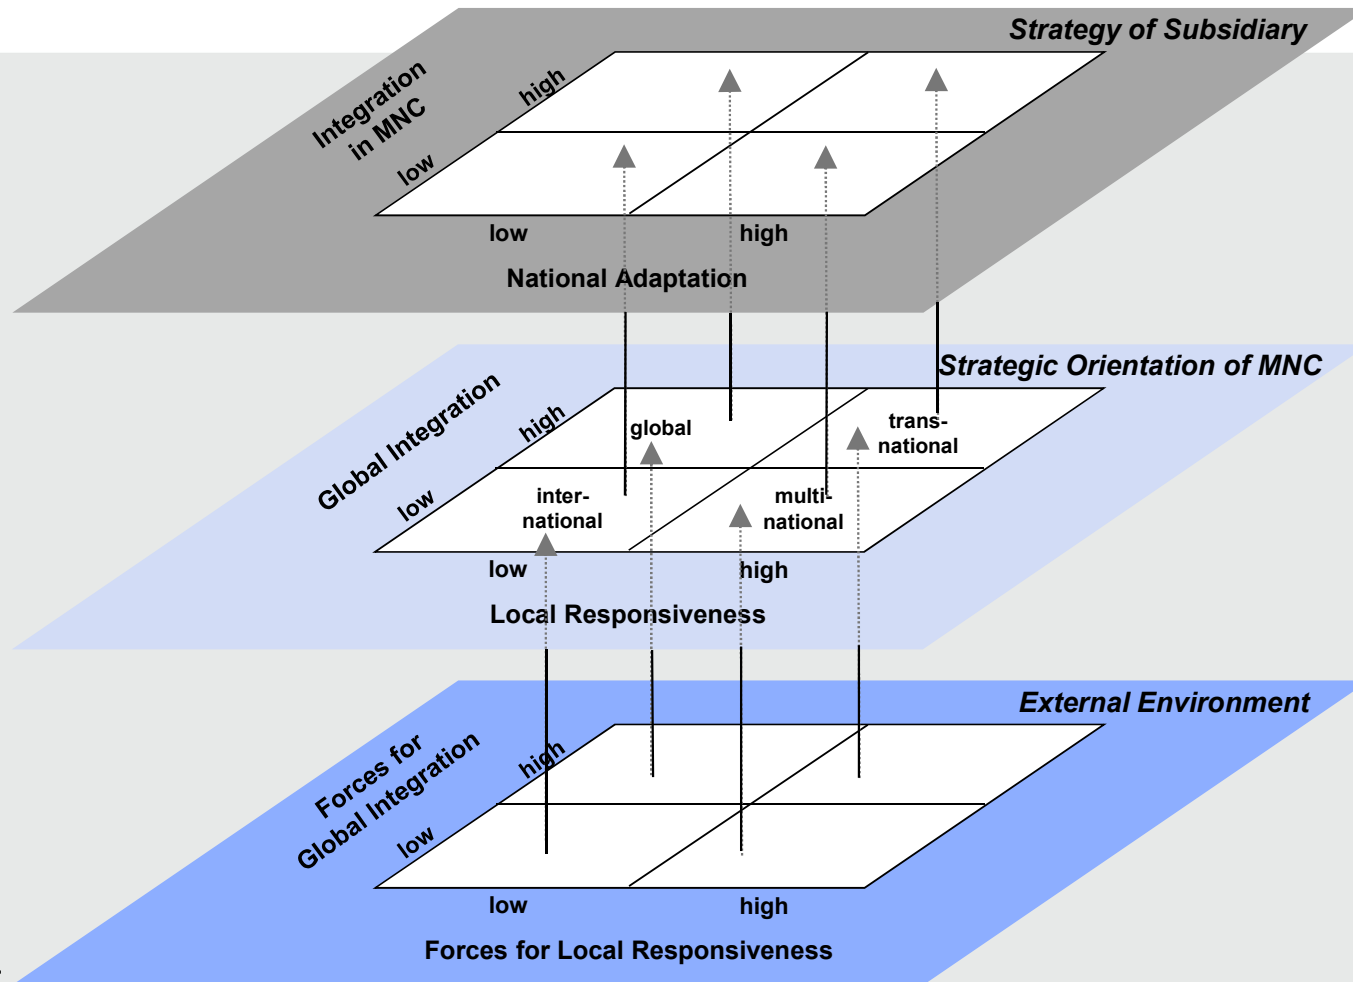 Strategy of Subsidiary
Integration
in MNC
high
low
low
high
National Adaptation
Strategic Orientation of MNC
Global Integration
high
low
global
trans-
national
inter-
national
multi-
national
low
high
Local Responsiveness
External Environment
Forces for
Global Integration
high
low
low
high
Forces for Local Responsiveness